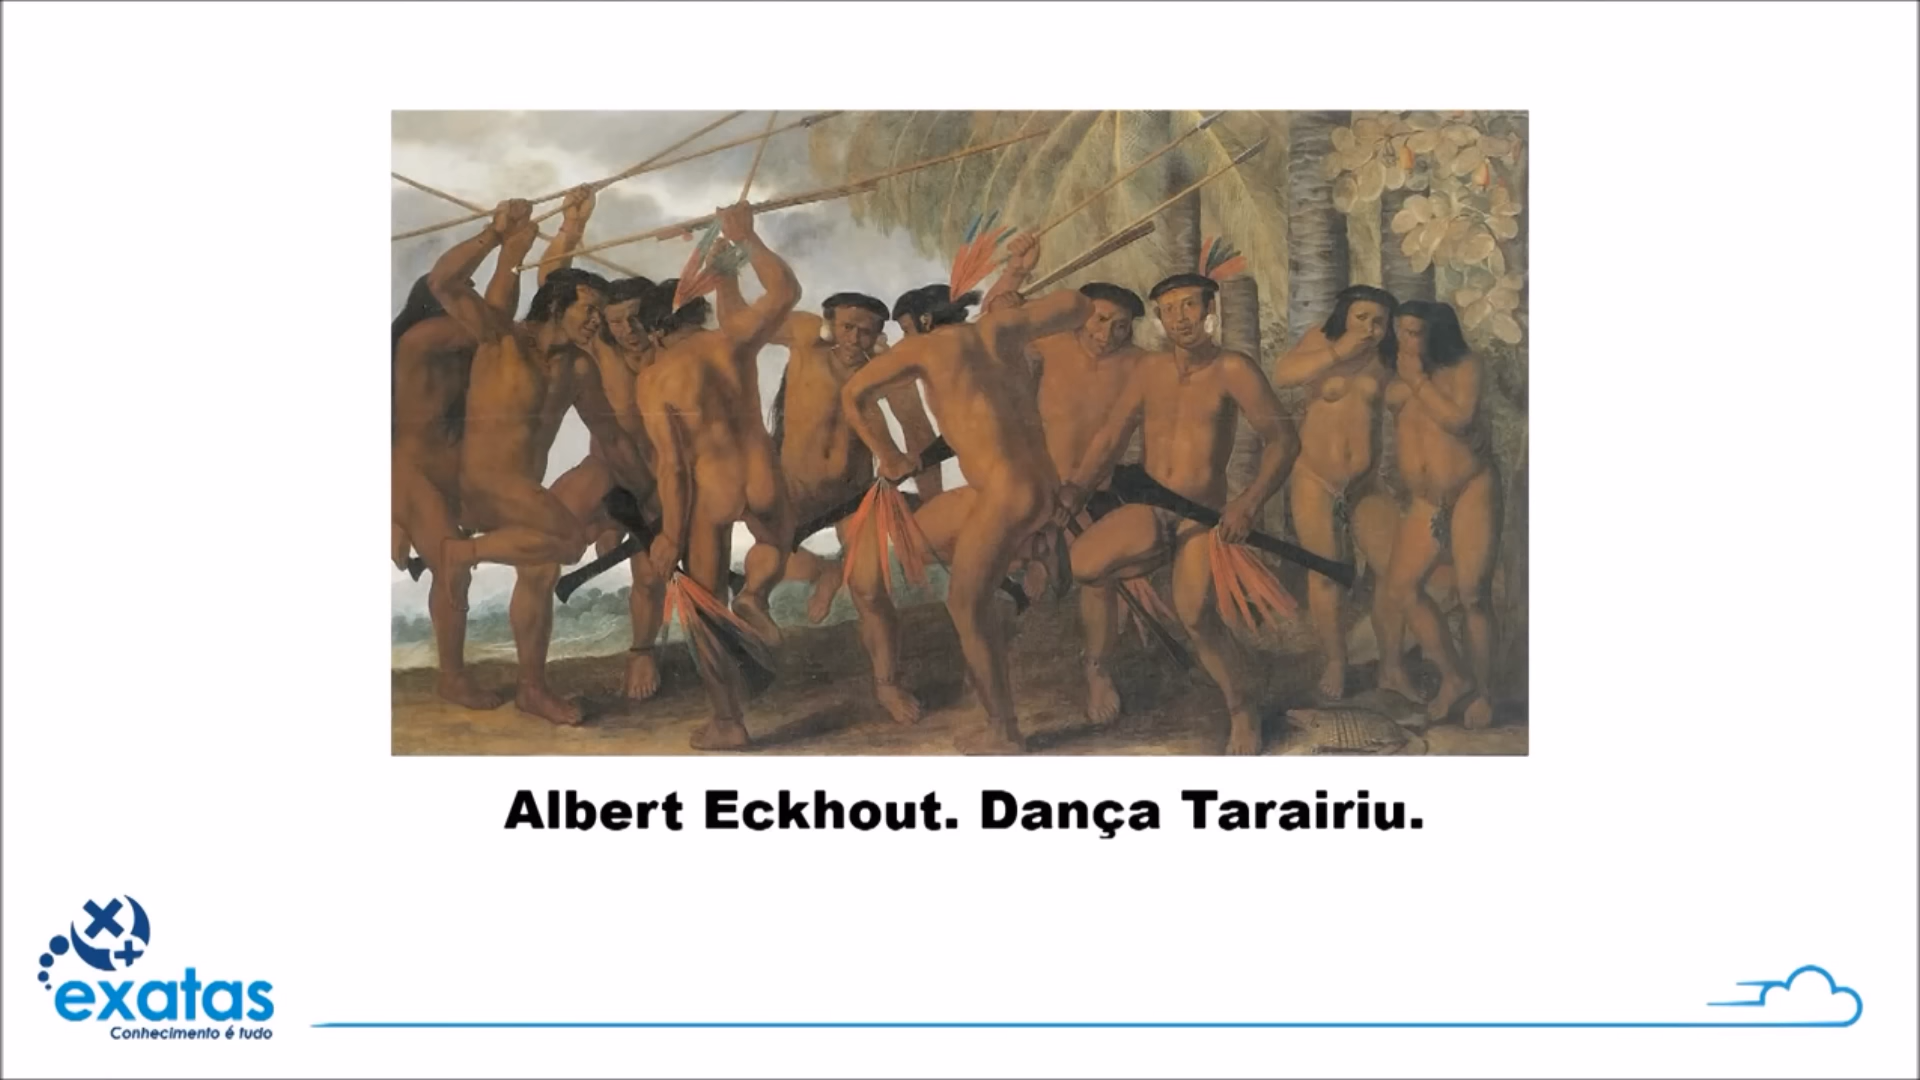 Albert Eckhout. Dança Tarairiu.
exatas
Conhecimento é tudo